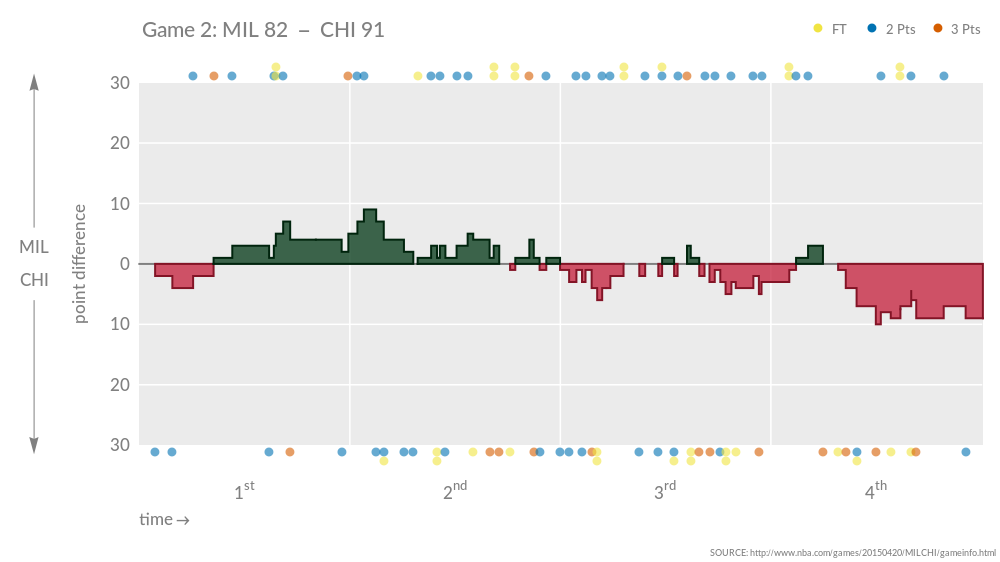 Game 2: MIL 82 – CHI 91
FT
2 Pts
3 Pts
30
20
10
0
10
20
30
MIL
CHI
point difference
1st
2nd
3rd
4th
time→
SOURCE: http://www.nba.com/games/20150420/MILCHI/gameinfo.html